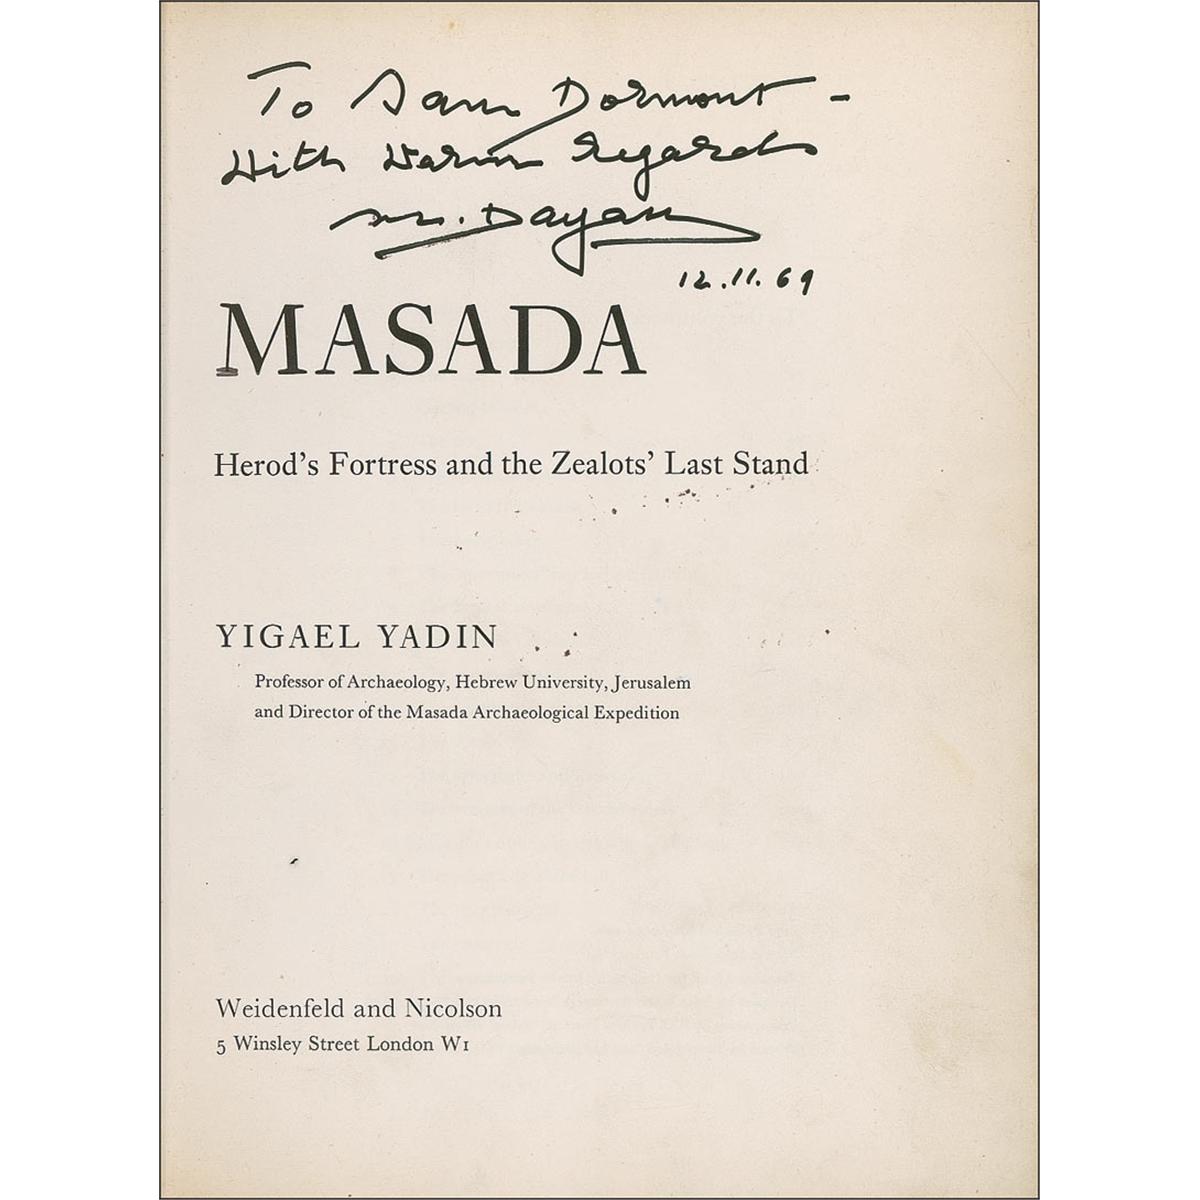 To Sam Dormont -
With Warm Regards
M. Dayan
12.11.69
MASADA
Herod's Fortress and the Zealots' Last Stand
YIGAEL YADIN
Professor of Archaeology, Hebrew University, Jerusalem
and Director of the Masada Archaeological Expedition
Weidenfeld and Nicolson
5 Winsley Street London W1